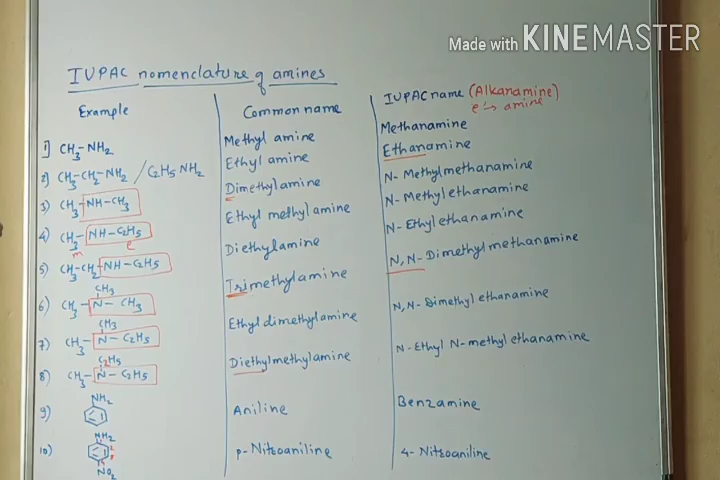 Made with KINEMASTER
IUPAC nomenclature of amines
Example Common name IUPAC name (Alkanamine)
e ↳ amine
1) CH3-NH2 Methyl amine Methanamine
2) CH3-CH2-NH2 / C2H5 NH2 Ethyl amine Ethanamine
3) CH3-NH-CH3 Dimethylamine N-Methylmethanamine
4) CH3-NH-C2H5 Ethyl methylamine N-Methylethanamine
m e
5) CH3-CH2-NH-C2H5 Diethylamine N-Ethylethanamine
CH3
6) CH3-N-CH3 Trimethylamine N,N-Dimethylmethanamine
CH3
7) CH3-N-C2H5 Ethyldimethylamine N,N-Dimethylethanamine
C2H5
8) CH3-N-C2H5 Diethylmethylamine N-Ethyl N-methylethanamine
NH2
9) Aniline Benzamine
NH2
10) p-Nitroaniline 4-Nitroaniline
NO2